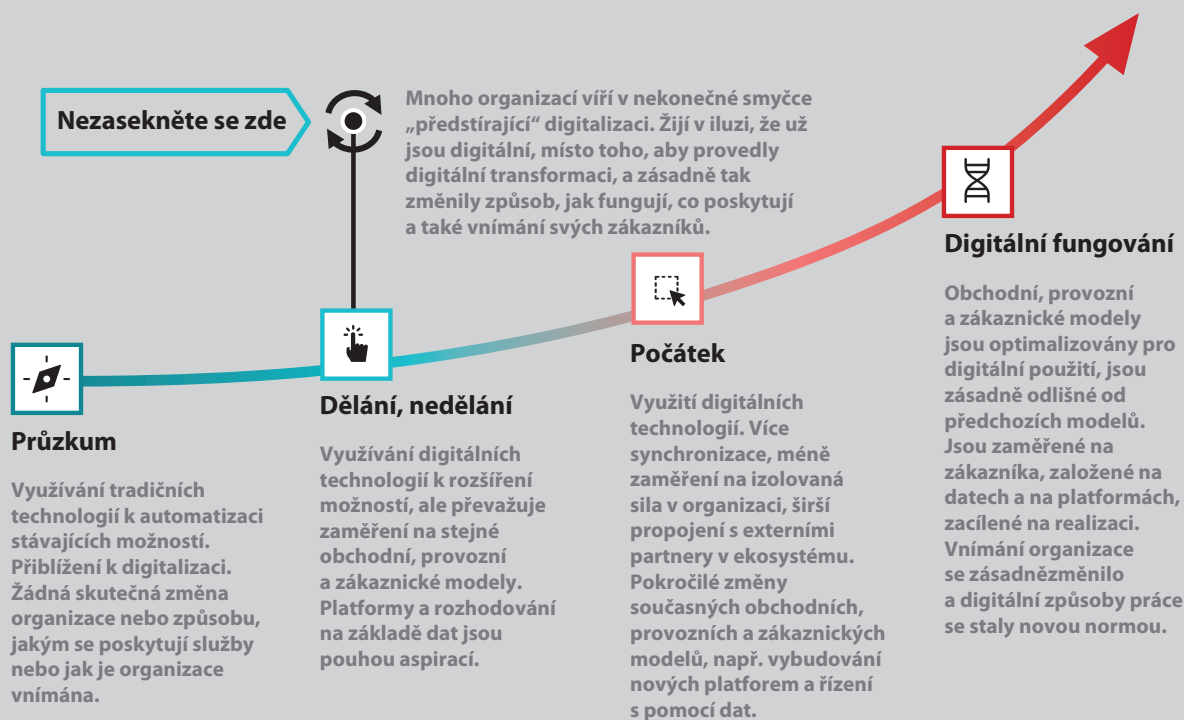 Nezasekněte se zde
Mnoho organizací víří v nekonečné smyčce
„předstírající“ digitalizaci. Žijí v iluzi, že už
jsou digitální, místo toho, aby provedly
digitální transformaci, a zásadně tak
změnily způsob, jak fungují, co poskytují
a také vnímání svých zákazníků.
Průzkum
Využívání tradičních
technologií k automatizaci
stávajících možností.
Přiblížení k digitalizaci.
Žádná skutečná změna
organizace nebo způsobu,
jakým se poskytují služby
nebo jak je organizace
vnímána.
Dělání, nedělání
Využívání digitálních
technologií k rozšíření
možností, ale převažuje
zaměření na stejné
obchodní, provozní
a zákaznické modely.
Platformy a rozhodování
na základě dat jsou
pouhou aspirací.
Počátek
Využití digitálních
technologií. Více
synchronizace, méně
zaměření na izolovaná
sila v organizaci, širší
propojení s externími
partnery v ekosystému.
Pokročilé změny
současných obchodních,
provozních a zákaznických
modelů, např. vybudování
nových platforem a řízení
s pomocí dat.
Digitální fungování
Obchodní, provozní
a zákaznické modely
jsou optimalizovány pro
digitální použití, jsou
zásadně odlišné od
předchozích modelů.
Jsou zaměřené na
zákazníka, založené na
datech a na platformách,
zacílené na realizaci.
Vnímání organizace
se zásadnězměnilo
a digitální způsoby práce
se staly novou normou.